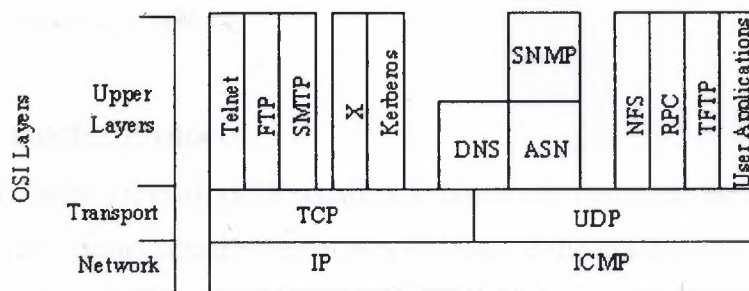 OSI Layers
Upper
Layers
Transport
Network
Telnet
FTP
SMTP
X
Kerberos
SNMP
DNS
ASN
NFS
RPC
TFTP
User Applications
TCP
UDP
IP
ICMP